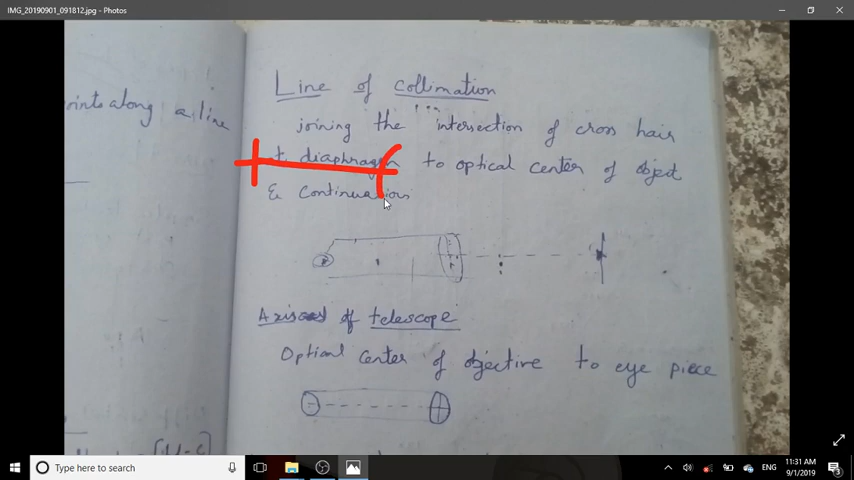 IMG_20190901_091812.jpg - Photos
Line of collimation
oints along a line
joining the intersection of cross hair
diaphragm to optical center of object
& continuation
Axis of telescope
Optical center of objective to eye piece
Type here to search
ENG
11:31 AM
9/1/2019
3